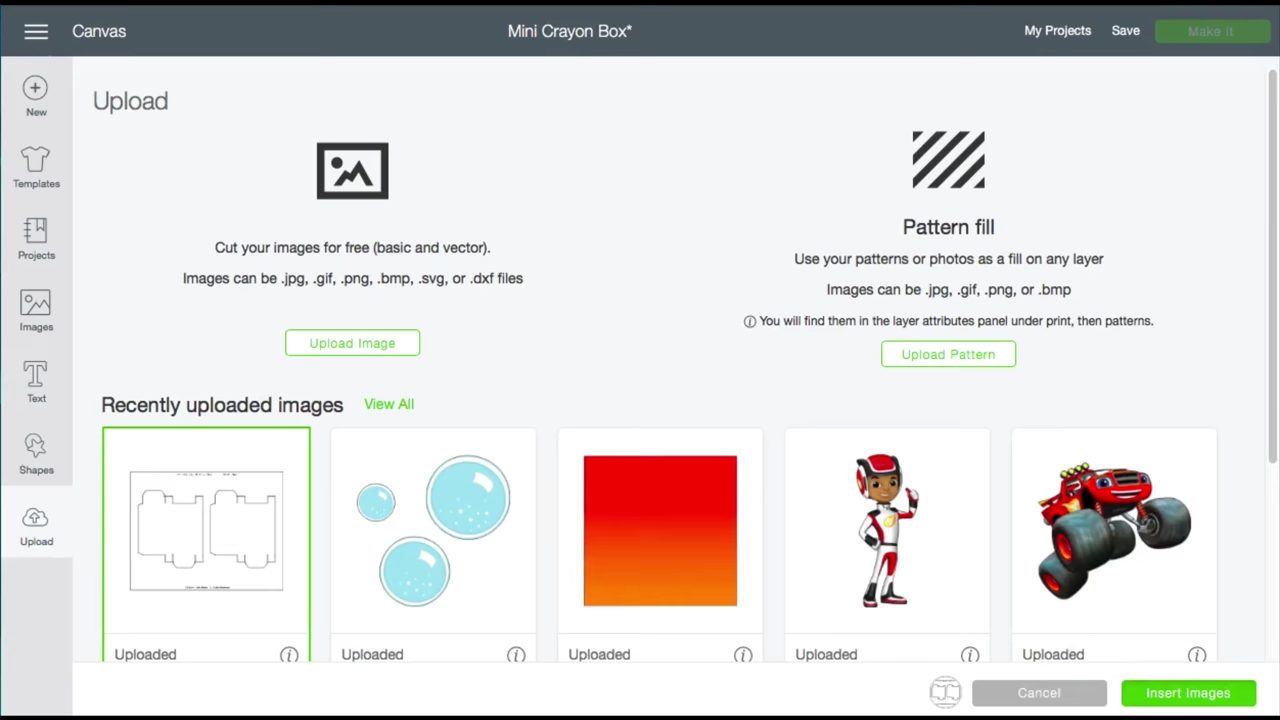 Canvas
Mini Crayon Box*
My Projects
Save
Make It
New
Templates
Projects
Images
Text
Shapes
Upload
Upload
Cut your images for free (basic and vector).
Images can be .jpg, .gif, .png, .bmp, .svg, or .dxf files
Upload Image
Pattern fill
Use your patterns or photos as a fill on any layer
Images can be .jpg, .gif, .png, or .bmp
You will find them in the layer attributes panel under print, then patterns.
Upload Pattern
Recently uploaded images
View All
Uploaded
Uploaded
Uploaded
Uploaded
Uploaded
Cancel
Insert Images